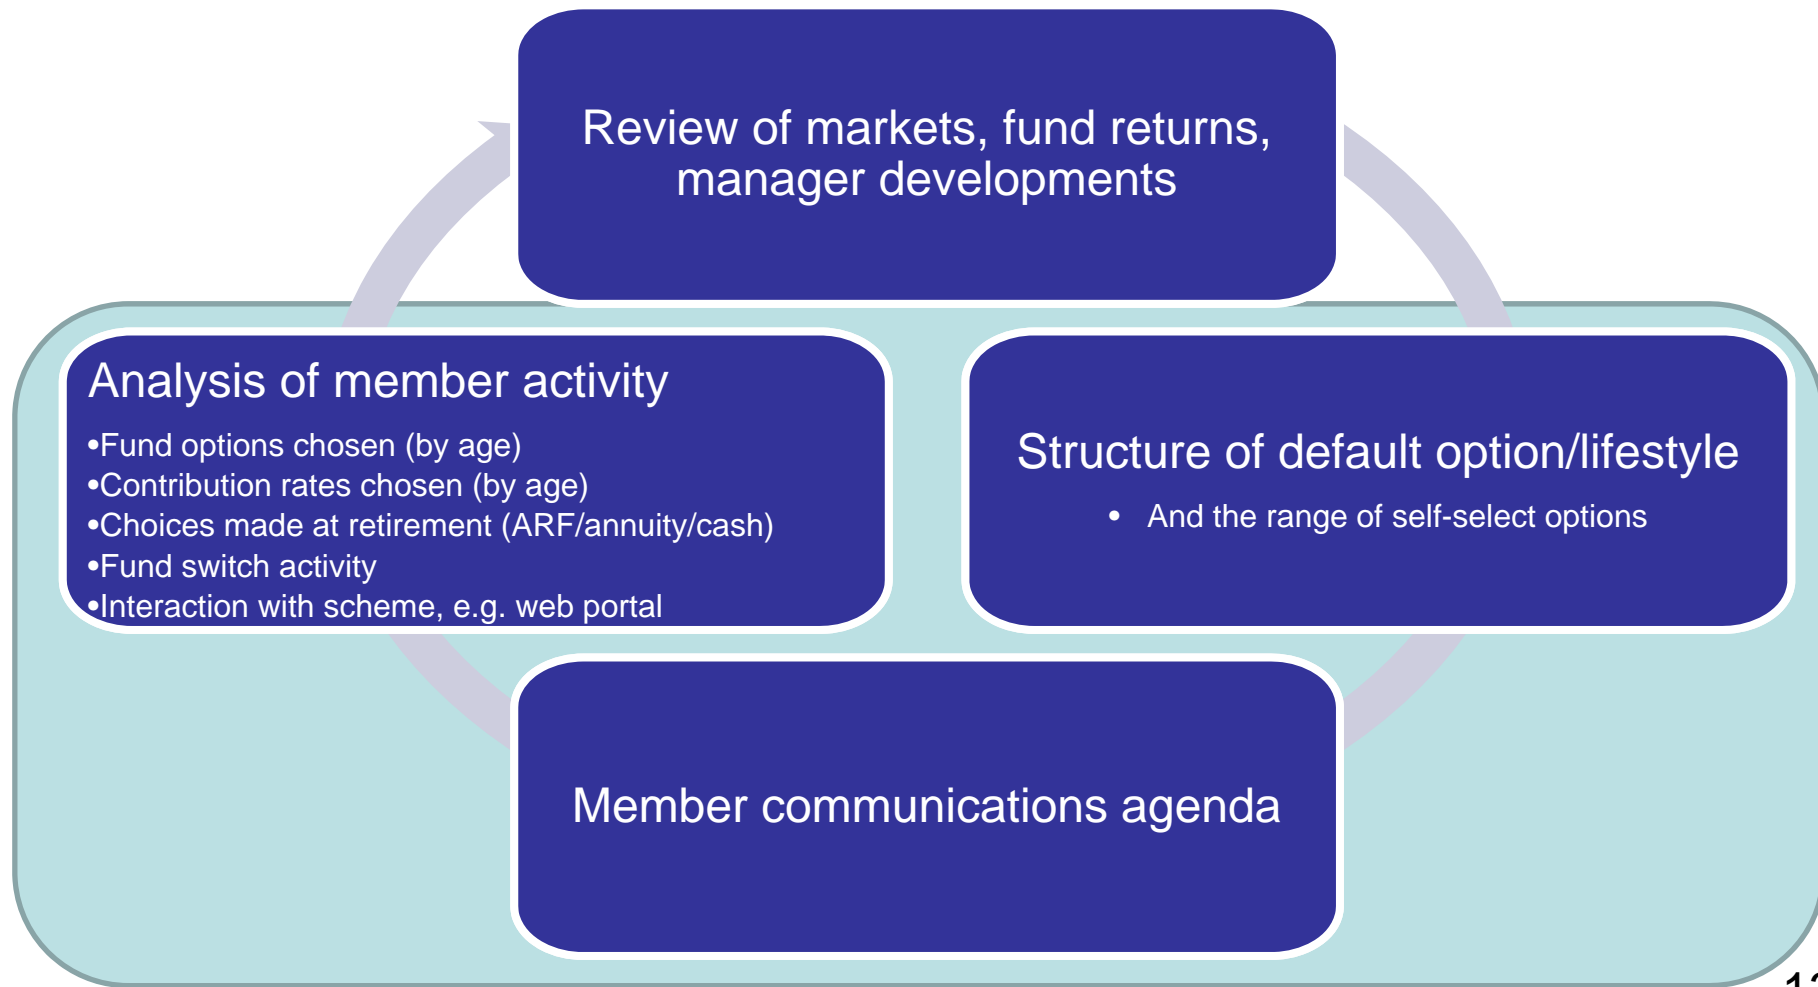 Review of markets, fund returns,
manager developments
Analysis of member activity
•Fund options chosen (by age)
•Contribution rates chosen (by age)
•Choices made at retirement (ARF/annuity/cash)
•Fund switch activity
•Interaction with scheme, e.g. web portal
Structure of default option/lifestyle
• And the range of self-select options
Member communications agenda